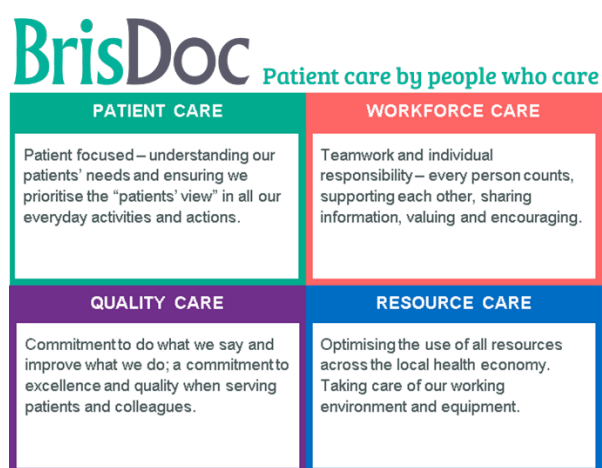 BrisDoc Patient care by people who care
PATIENT CARE
Patient focused – understanding our
patients' needs and ensuring we
prioritise the “patients' view” in all our
everyday activities and actions.
WORKFORCE CARE
Teamwork and individual
responsibility – every person counts,
supporting each other, sharing
information, valuing and encouraging.
QUALITY CARE
Commitment to do what we say and
improve what we do; a commitment to
excellence and quality when serving
patients and colleagues.
RESOURCE CARE
Optimising the use of all resources
across the local health economy.
Taking care of our working
environment and equipment.